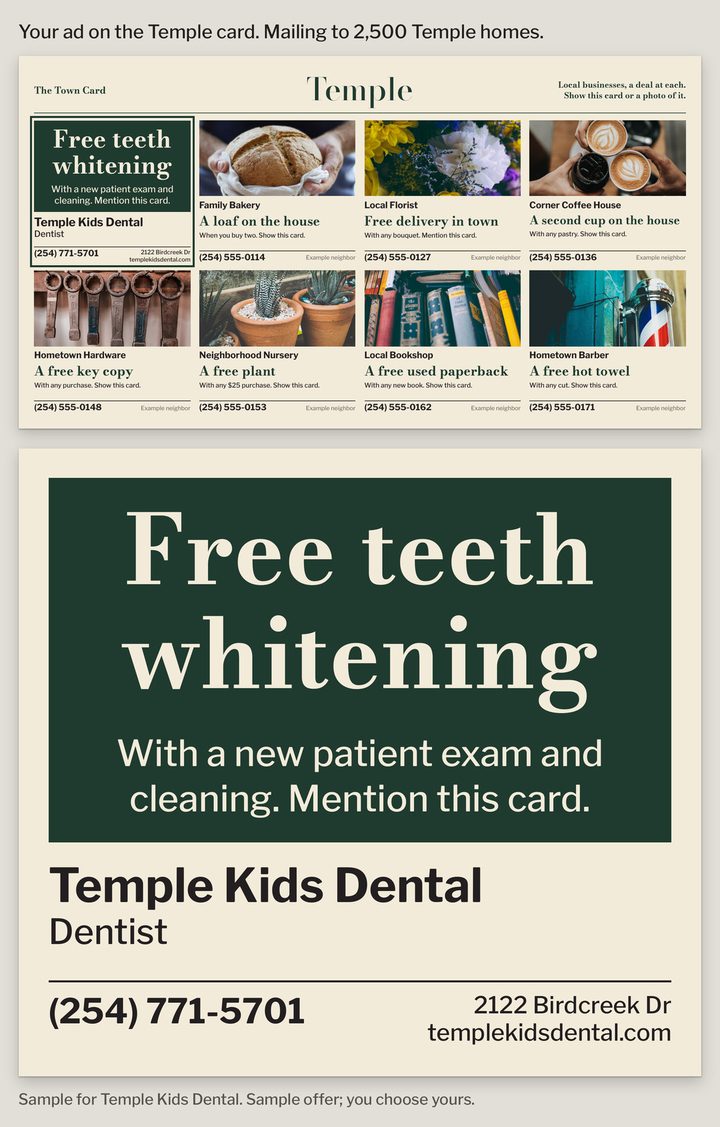 Your ad on the Temple card. Mailing to 2,500 Temple homes.
The Town Card
Temple
Local businesses, a deal at each.
Show this card or a photo of it.
Free teeth
whitening
With a new patient exam and
cleaning. Mention this card.
Temple Kids Dental
Dentist
(254) 771-5701
2122 Birdcreek Dr
templekidsdental.com
Family Bakery
A loaf on the house
When you buy two. Show this card.
(254) 555-0114
Example neighbor
Local Florist
Free delivery in town
With any bouquet. Mention this card.
(254) 555-0127
Example neighbor
Corner Coffee House
A second cup on the house
With any pastry. Show this card.
(254) 555-0136
Example neighbor
Hometown Hardware
A free key copy
With any purchase. Show this card.
(254) 555-0148
Example neighbor
Neighborhood Nursery
A free plant
With any $25 purchase. Show this card.
(254) 555-0153
Example neighbor
Local Bookshop
A free used paperback
With any new book. Show this card.
(254) 555-0162
Example neighbor
Hometown Barber
A free hot towel
With any cut. Show this card.
(254) 555-0171
Example neighbor
Free teeth
whitening
With a new patient exam and
cleaning. Mention this card.
Temple Kids Dental
Dentist
(254) 771-5701
2122 Birdcreek Dr
templekidsdental.com
Sample for Temple Kids Dental. Sample offer; you choose yours.